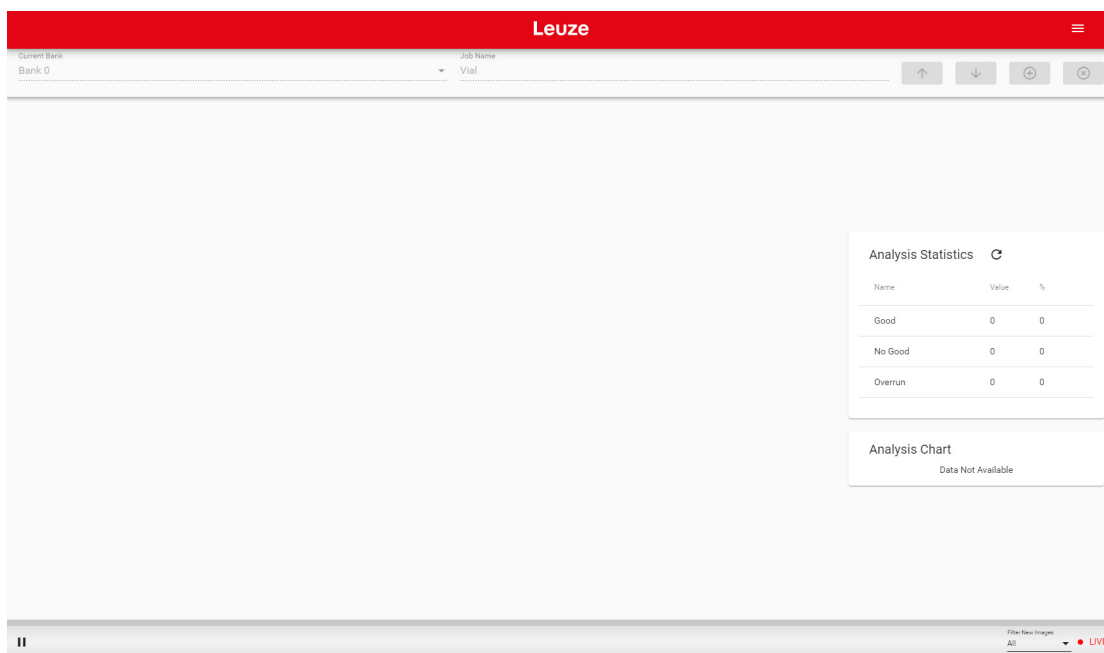 Leuze
Current Bank
Bank 0
Job Name
Vial
Analysis Statistics
Name Value %
Good 0 0
No Good 0 0
Overrun 0 0
Analysis Chart
Data Not Available
Filter New Images
All
LIVE